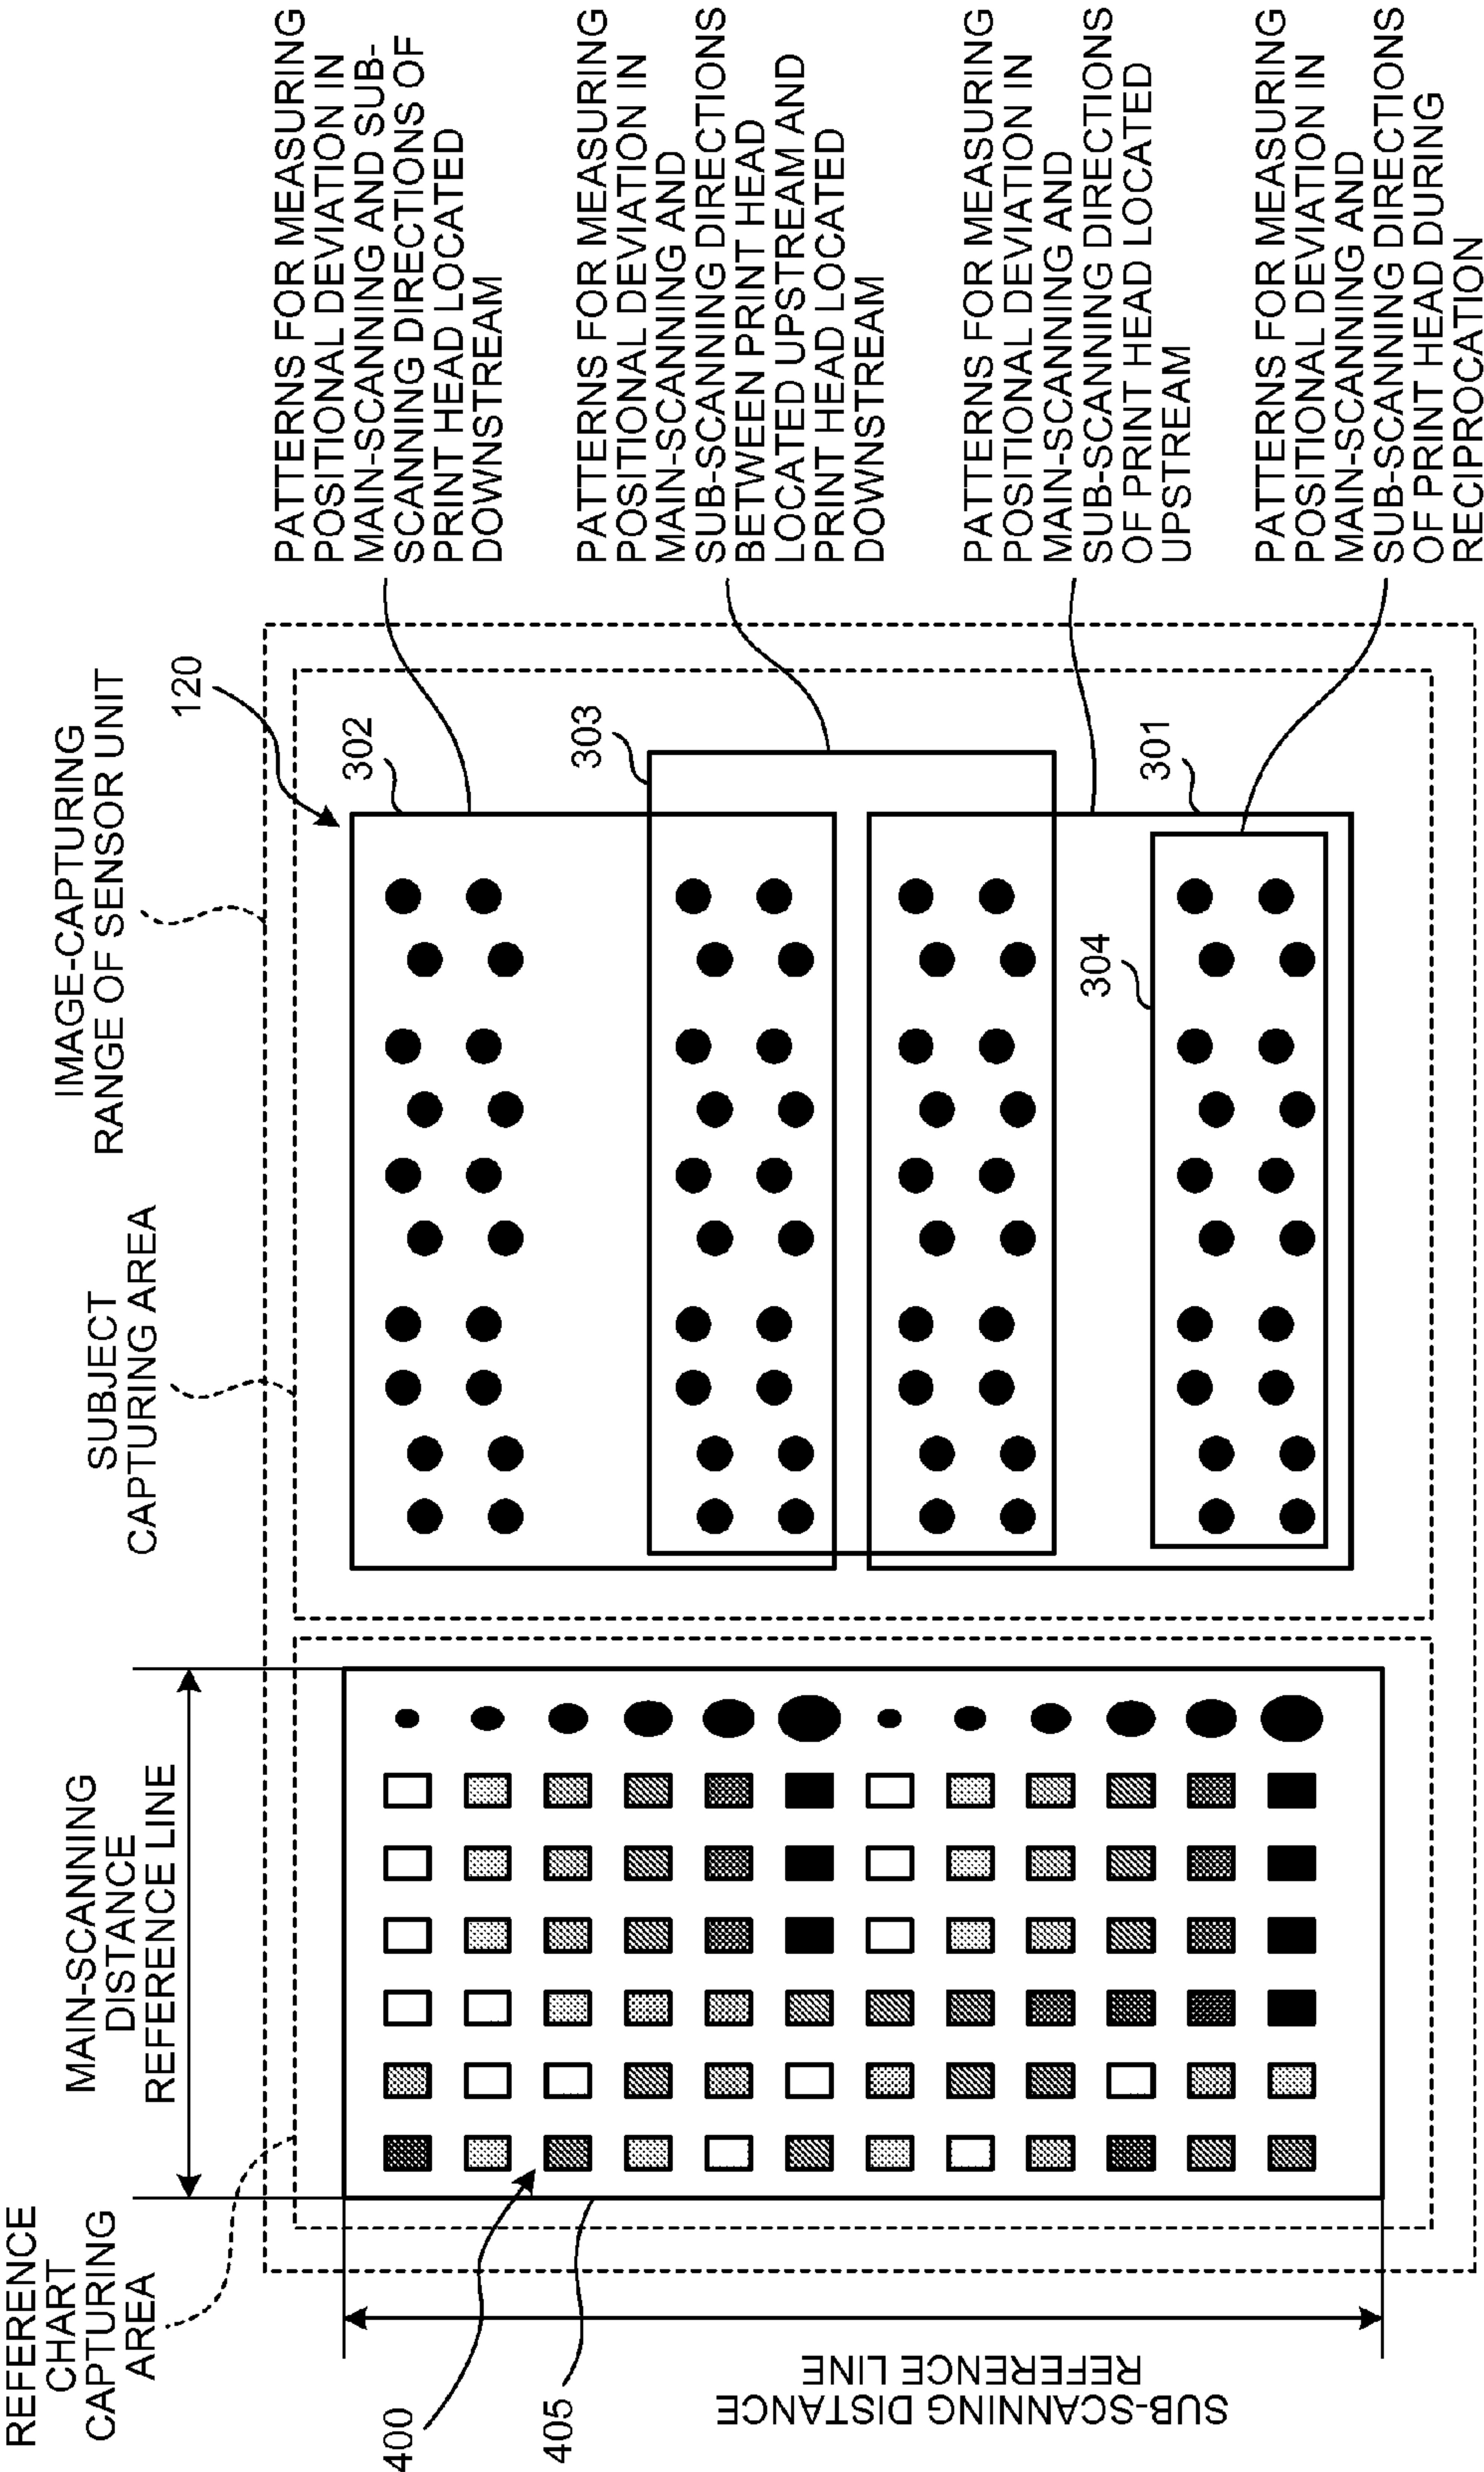 REFERENCE
CHART
CAPTURING
AREA
MAIN-SCANNING
DISTANCE
REFERENCE LINE
SUBJECT
CAPTURING AREA
IMAGE-CAPTURING
RANGE OF SENSOR UNIT
120
302
303
301
304
400
405
SUB-SCANNING DISTANCE
REFERENCE LINE
PATTERNS FOR MEASURING
POSITIONAL DEVIATION IN
MAIN-SCANNING AND SUB-
SCANNING DIRECTIONS OF
PRINT HEAD LOCATED
DOWNSTREAM
PATTERNS FOR MEASURING
POSITIONAL DEVIATION IN
MAIN-SCANNING AND
SUB-SCANNING DIRECTIONS
BETWEEN PRINT HEAD
LOCATED UPSTREAM AND
PRINT HEAD LOCATED
DOWNSTREAM
PATTERNS FOR MEASURING
POSITIONAL DEVIATION IN
MAIN-SCANNING AND
SUB-SCANNING DIRECTIONS
OF PRINT HEAD LOCATED
UPSTREAM
PATTERNS FOR MEASURING
POSITIONAL DEVIATION IN
MAIN-SCANNING AND
SUB-SCANNING DIRECTIONS
OF PRINT HEAD DURING
RECIPROCATION